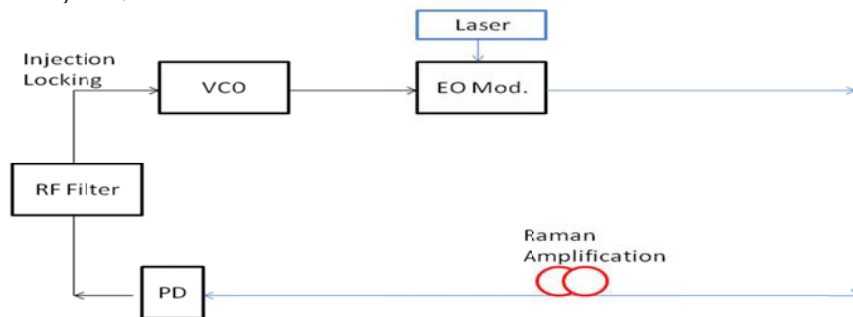 Laser
Injection
Locking
VCO
EO Mod.
RF Filter
Raman
Amplification
PD